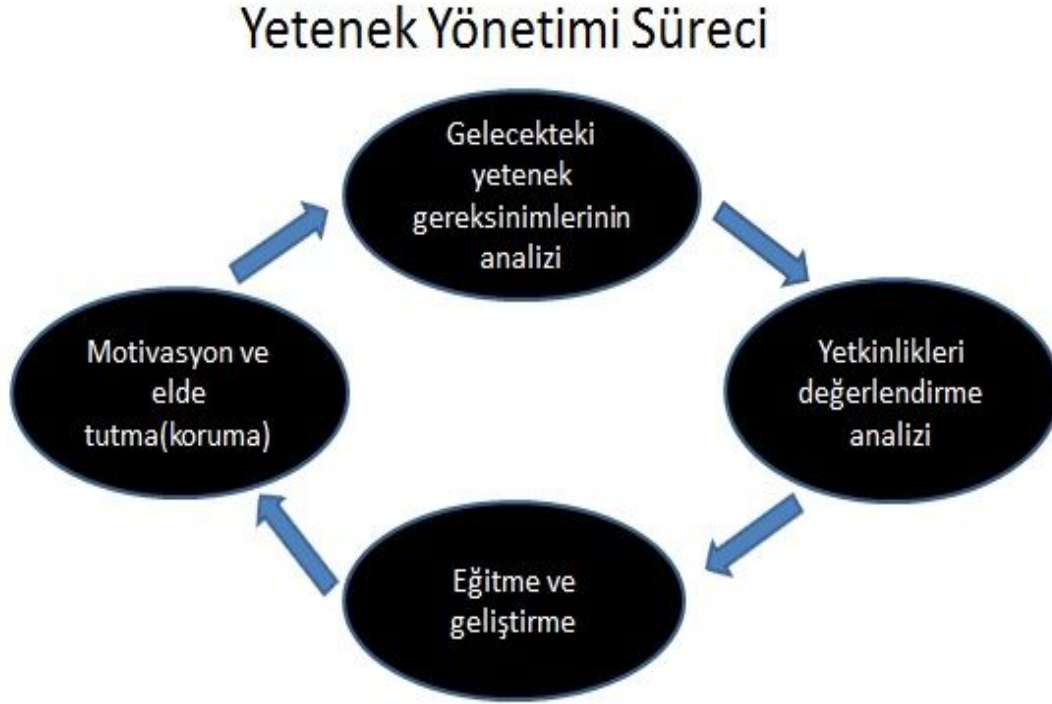 Yetenek Yönetimi Süreci
Gelecekteki
yetenek
gereksinimlerinin
analizi
Yetkinlikleri
değerlendirme
analizi
Eğitme ve
geliştirme
Motivasyon ve
elde
tutma(koruma)